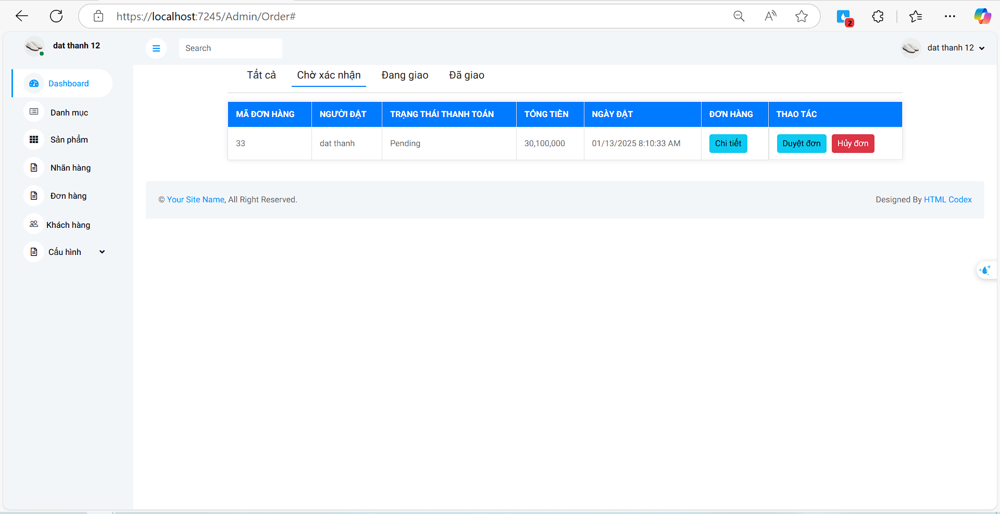 https://localhost:7245/Admin/Order#
2
dat thanh 12
Search
dat thanh 12
Dashboard
Danh mục
Sản phẩm
Nhãn hàng
Đơn hàng
Khách hàng
Cấu hình
Tất cả Chờ xác nhận Đang giao Đã giao
MÃ ĐƠN HÀNG NGƯỜI ĐẶT TRẠNG THÁI THANH TOÁN TỔNG TIỀN NGÀY ĐẶT ĐƠN HÀNG THAO TÁC
33 dat thanh Pending 30,100,000 01/13/2025 8:10:33 AM Chi tiết Duyệt đơn Hủy đơn
© Your Site Name, All Right Reserved.
Designed By HTML Codex